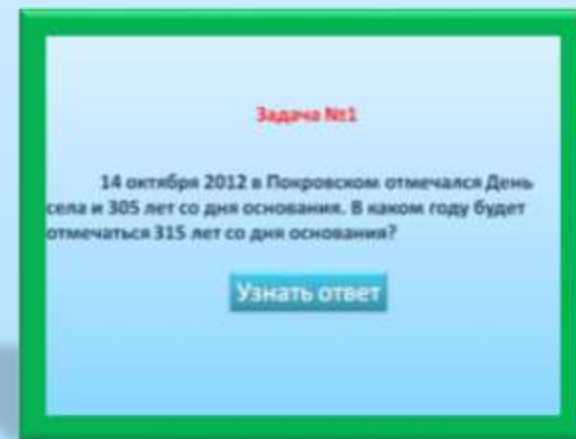 Задача №1
14 октября 2012 в Покровском отмечался День
села и 305 лет со дня основания. В каком году будет
отмечаться 315 лет со дня основания?
Узнать ответ